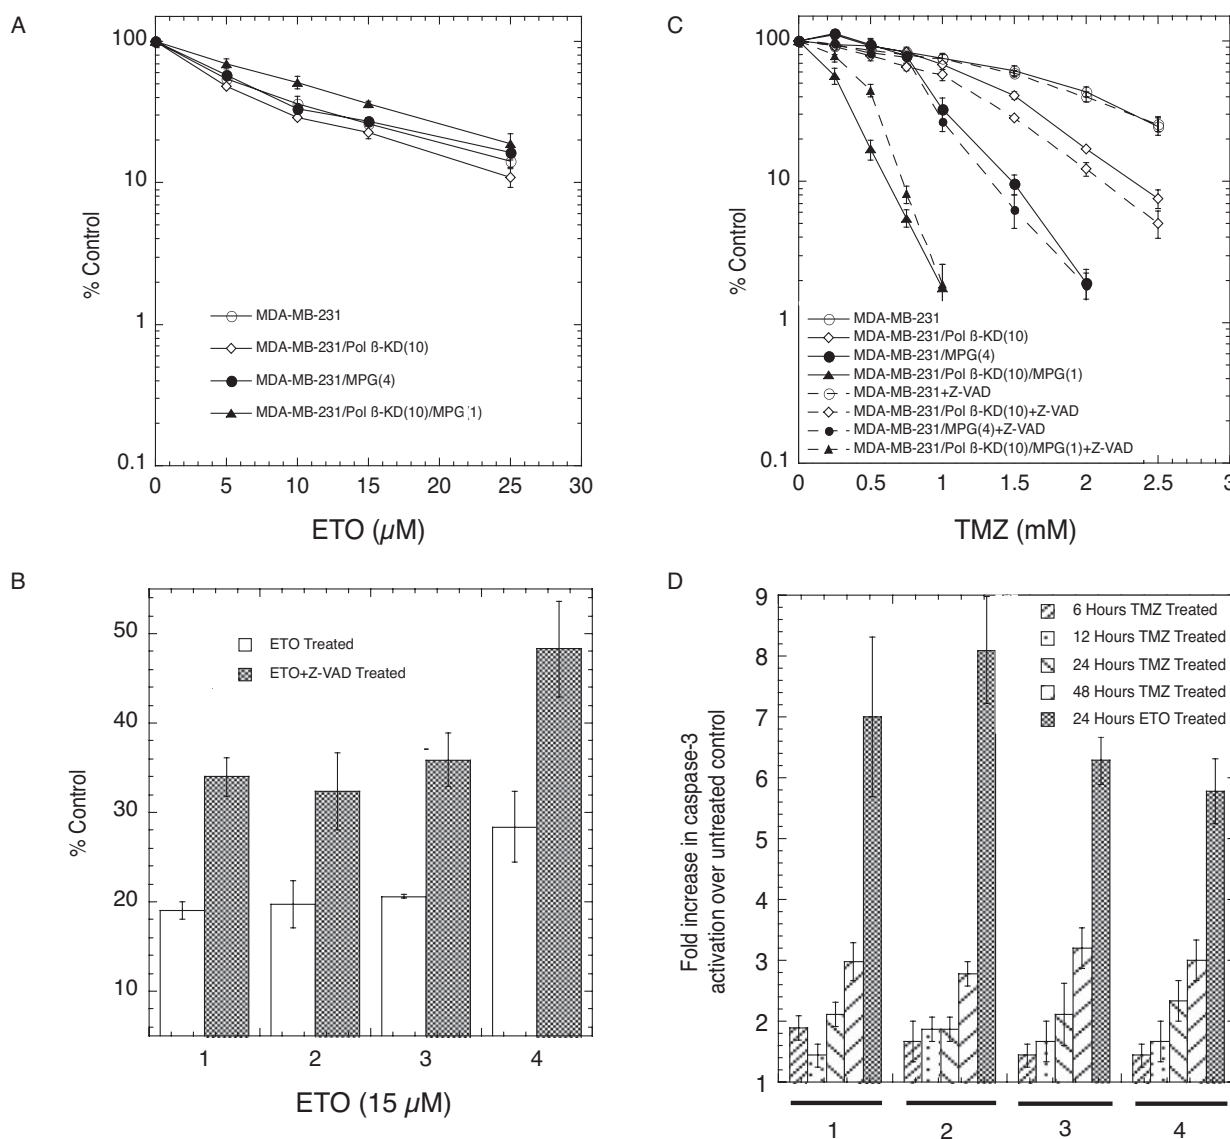 A
100
10
1
0.1
% Control
MDA-MB-231
MDA-MB-231/Pol ß-KD(10)
MDA-MB-231/MPG(4)
MDA-MB-231/Pol ß-KD(10)/MPG(1)
0 5 10 15 20 25 30
ETO (µM)
C
100
10
1
0.1
% Control
MDA-MB-231
MDA-MB-231/Pol ß-KD(10)
MDA-MB-231/MPG(4)
MDA-MB-231/Pol ß-KD(10)/MPG(1)
MDA-MB-231+Z-VAD
MDA-MB-231/Pol ß-KD(10)+Z-VAD
MDA-MB-231/MPG(4)+Z-VAD
MDA-MB-231/Pol ß-KD(10)/MPG(1)+Z-VAD
0 0.5 1 1.5 2 2.5 3
TMZ (mM)
B
50
40
30
20
10
% Control
ETO Treated
ETO+Z-VAD Treated
1 2 3 4
ETO (15 µM)
D
9
8
7
6
5
4
3
2
1
Fold increase in caspase-3
activation over untreated control
6 Hours TMZ Treated
12 Hours TMZ Treated
24 Hours TMZ Treated
48 Hours TMZ Treated
24 Hours ETO Treated
1 2 3 4